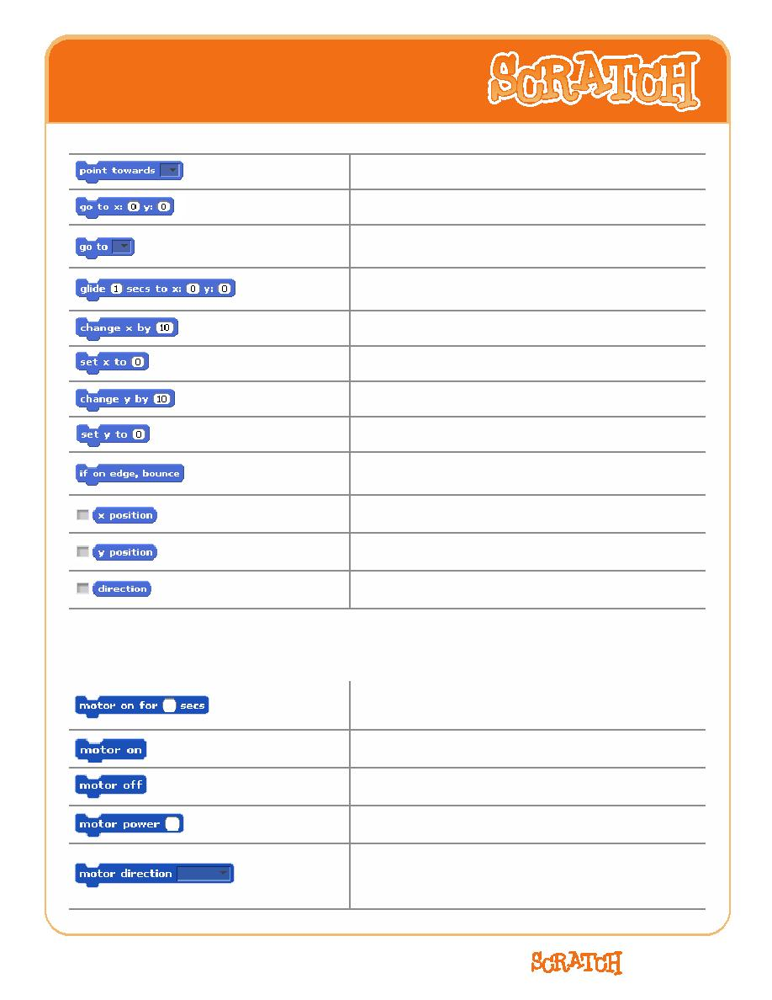 SCRATCH
point towards
go to x: 0 y: 0
go to
glide 1 secs to x: 0 y: 0
change x by 10
set x to 0
change y by 10
set y to 0
if on edge, bounce
x position
y position
direction
motor on for secs
motor on
motor off
motor power
motor direction
SCRATCH